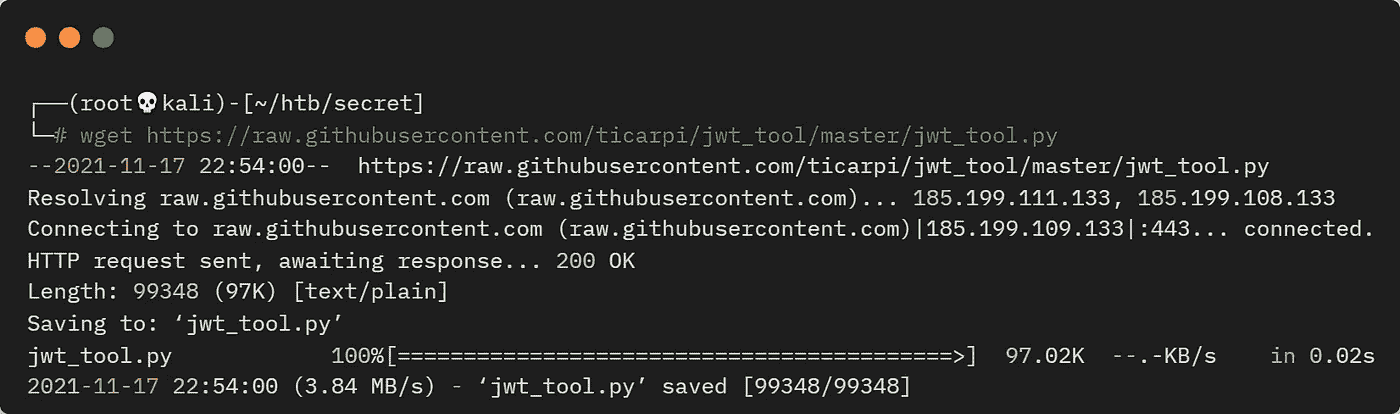 ┌──(root💀kali)-[~/htb/secret]
└─# wget https://raw.githubusercontent.com/ticarpi/jwt_tool/master/jwt_tool.py
--2021-11-17 22:54:00--  https://raw.githubusercontent.com/ticarpi/jwt_tool/master/jwt_tool.py
Resolving raw.githubusercontent.com (raw.githubusercontent.com)... 185.199.111.133, 185.199.108.133
Connecting to raw.githubusercontent.com (raw.githubusercontent.com)|185.199.109.133|:443... connected.
HTTP request sent, awaiting response... 200 OK
Length: 99348 (97K) [text/plain]
Saving to: ‘jwt_tool.py’
jwt_tool.py            100%[==========================================>]  97.02K  --.-KB/s    in 0.02s
2021-11-17 22:54:00 (3.84 MB/s) - ‘jwt_tool.py’ saved [99348/99348]